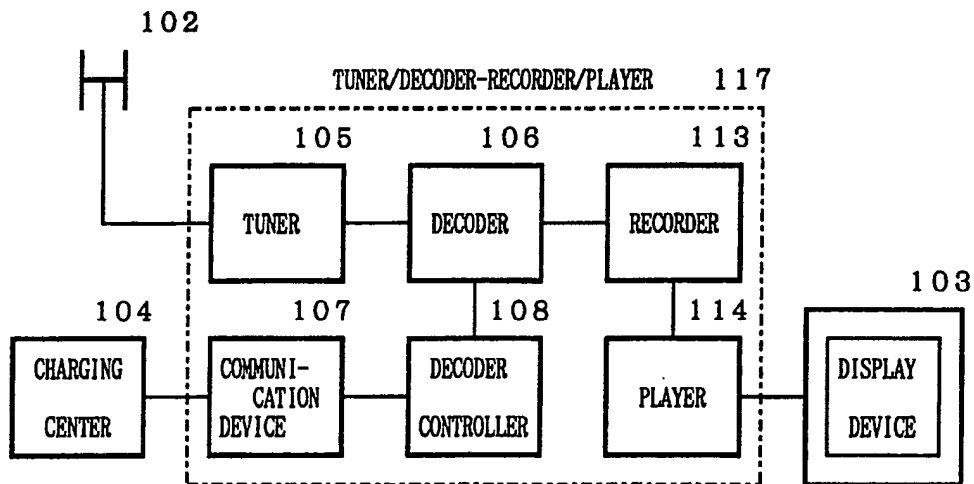 102
TUNER/DECODER-RECORDER/PLAYER 117
105 106 113
TUNER DECODER RECORDER
103
104 107 108 114
CHARGING
CENTER
COMMUNI-
CATION
DEVICE
DECODER
CONTROLLER
PLAYER
DISPLAY
DEVICE